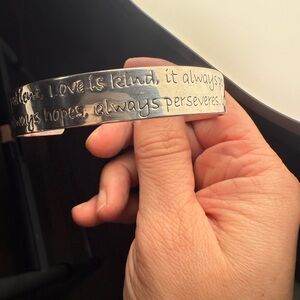 Love is kind, it always
hopes, always perseveres.